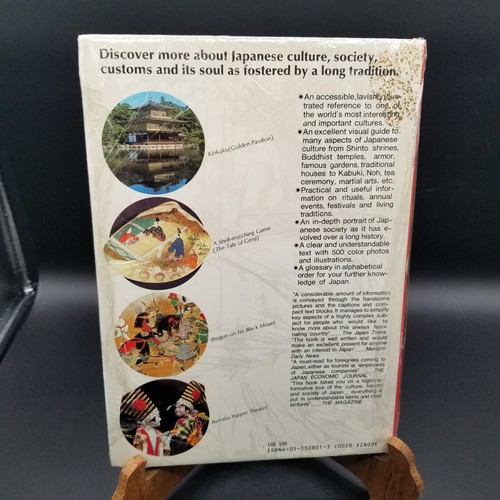 Discover more about Japanese culture, society,
customs and its soul as fostered by a long tradition.
Kinkaku(Golden Pavilion)
A Shell-matching Game
(The Tale of Genji)
Shogun on his Black Mount
Bunraku Puppet Theatre
●An accessible, lavishly illus-
trated reference to one of
the world's most interesting
and important cultures.
●An excellent visual guide to
many aspects of Japanese
culture from Shinto shrines,
Buddhist temples, armor,
famous gardens, traditional
houses to Kabuki, Noh, tea
ceremony, martial arts. etc.
●Practical and useful infor-
mation on rituals, annual
events, festivals and living
traditions.
●An in-depth portrait of Jap-
anese society as it has e-
volved over a long history.
●A clear and understandable
text with 500 color photos
and illustrations.
●A glossary in alphabetical
order for your further know-
ledge of Japan.
"A considerable amount of information
is conveyed through the handsome
pictures and the captions and com-
pact text blocks. It manages to simplify
key aspects of a highly complex sub-
ject for people who would like to
know more about this always fasci-
nating country".....The Japan Times
"The book is well written and would
make an excellent present for anyone
with an interest in Japan"....Mainichi
Daily News
"A must-read for foreigners coming to
Japan, either as tourists or employees
of Japanese companies" ....THE
JAPAN ECONOMIC JOURNAL
"This book takes you on a highly in-
formative tour of the culture, history
and society of Japan... everything is
put in understandable terms and clear
pictures" ....THE MAGAZINE
ISBN4-05-150801-3 C0020 ¥2800E